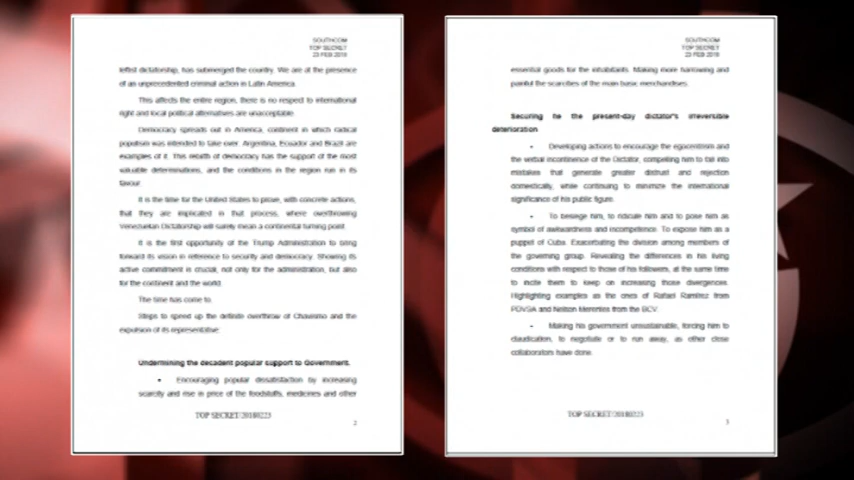 SOUTHCOM
TOP SECRET
23 FEB 2018
leftist dictatorship, has submerged the country. We are at the presence
of an unprecedented criminal action in Latin America.
This affects the entire region, there is no respect to international
right and local political alternatives are unacceptable.
Democracy spreads out in America, continent in which radical
populism was intended to take over. Argentina, Ecuador and Brazil are
examples of it. This rebirth of democracy has the support of the most
valuable determinations, and the conditions in the region run in its
favour.
It is the time for the United States to prove, with concrete actions,
that they are implicated in that process, where overthrowing
Venezuelan Dictatorship will surely mean a continental turning point.
It is the first opportunity of the Trump Administration to bring
forward its vision in reference to security and democracy. Showing its
active commitment is crucial, not only for the administration, but also
for the continent and the world.
The time has come to.
Steps to speed up the definite overthrow of Chavismo and the
expulsion of its representative:
Undermining the decadent popular support to Government.
• Encouraging popular dissatisfaction by increasing
scarcity and rise in price of the foodstuffs, medicines and other
TOP SECRET/20180223
2
SOUTHCOM
TOP SECRET
23 FEB 2018
essential goods for the inhabitants. Making more harrowing and
painful the scarcities of the main basic merchandises.
Securing he the present-day dictator's irreversible
deterioration
• Developing actions to encourage the egocentrism and
the verbal incontinence of the Dictator, compelling him to fall into
mistakes that generate greater distrust and rejection
domestically, while continuing to minimize the international
significance of his public figure.
• To besiege him, to ridicule him and to pose him as
symbol of awkwardness and incompetence. To expose him as a
puppet of Cuba. Exacerbating the division among members of
the governing group. Revealing the differences in his living
conditions with respect to those of his followers, at the same time
to incite them to keep on increasing those divergences.
Highlighting examples as the ones of Rafael Ramirez from
PDVSA and Nelson Merentes from the BCV.
• Making his government unsustainable, forcing him to
claudication, to negotiate or to run away, as other close
collaborators have done.
TOP SECRET/20180223
3